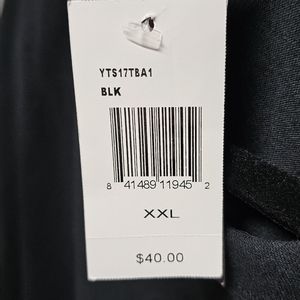 YTS17TBA1
BLK
8 41489 11945 2
XXL
$40.00